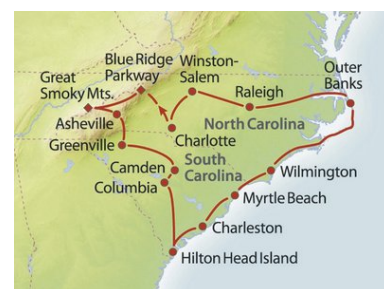 Blue Ridge
Parkway
Winston-
Salem
Outer
Banks
Great
Smoky Mts.
Raleigh
Asheville
North Carolina
Greenville
Charlotte
South
Carolina
Camden
Columbia
Wilmington
Myrtle Beach
Charleston
Hilton Head Island